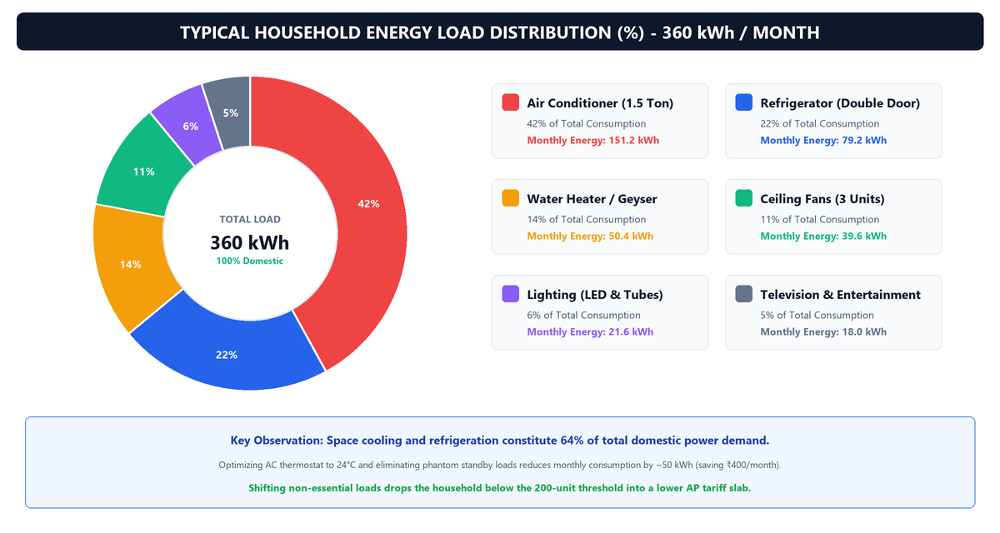 TYPICAL HOUSEHOLD ENERGY LOAD DISTRIBUTION (%) - 360 kWh / MONTH
5%
6%
11%
42%
14%
22%
TOTAL LOAD
360 kWh
100% Domestic
Air Conditioner (1.5 Ton)
42% of Total Consumption
Monthly Energy: 151.2 kWh
Refrigerator (Double Door)
22% of Total Consumption
Monthly Energy: 79.2 kWh
Water Heater / Geyser
14% of Total Consumption
Monthly Energy: 50.4 kWh
Ceiling Fans (3 Units)
11% of Total Consumption
Monthly Energy: 39.6 kWh
Lighting (LED & Tubes)
6% of Total Consumption
Monthly Energy: 21.6 kWh
Television & Entertainment
5% of Total Consumption
Monthly Energy: 18.0 kWh
Key Observation: Space cooling and refrigeration constitute 64% of total domestic power demand.
Optimizing AC thermostat to 24°C and eliminating phantom standby loads reduces monthly consumption by ~50 kWh (saving ₹400/month).
Shifting non-essential loads drops the household below the 200-unit threshold into a lower AP tariff slab.